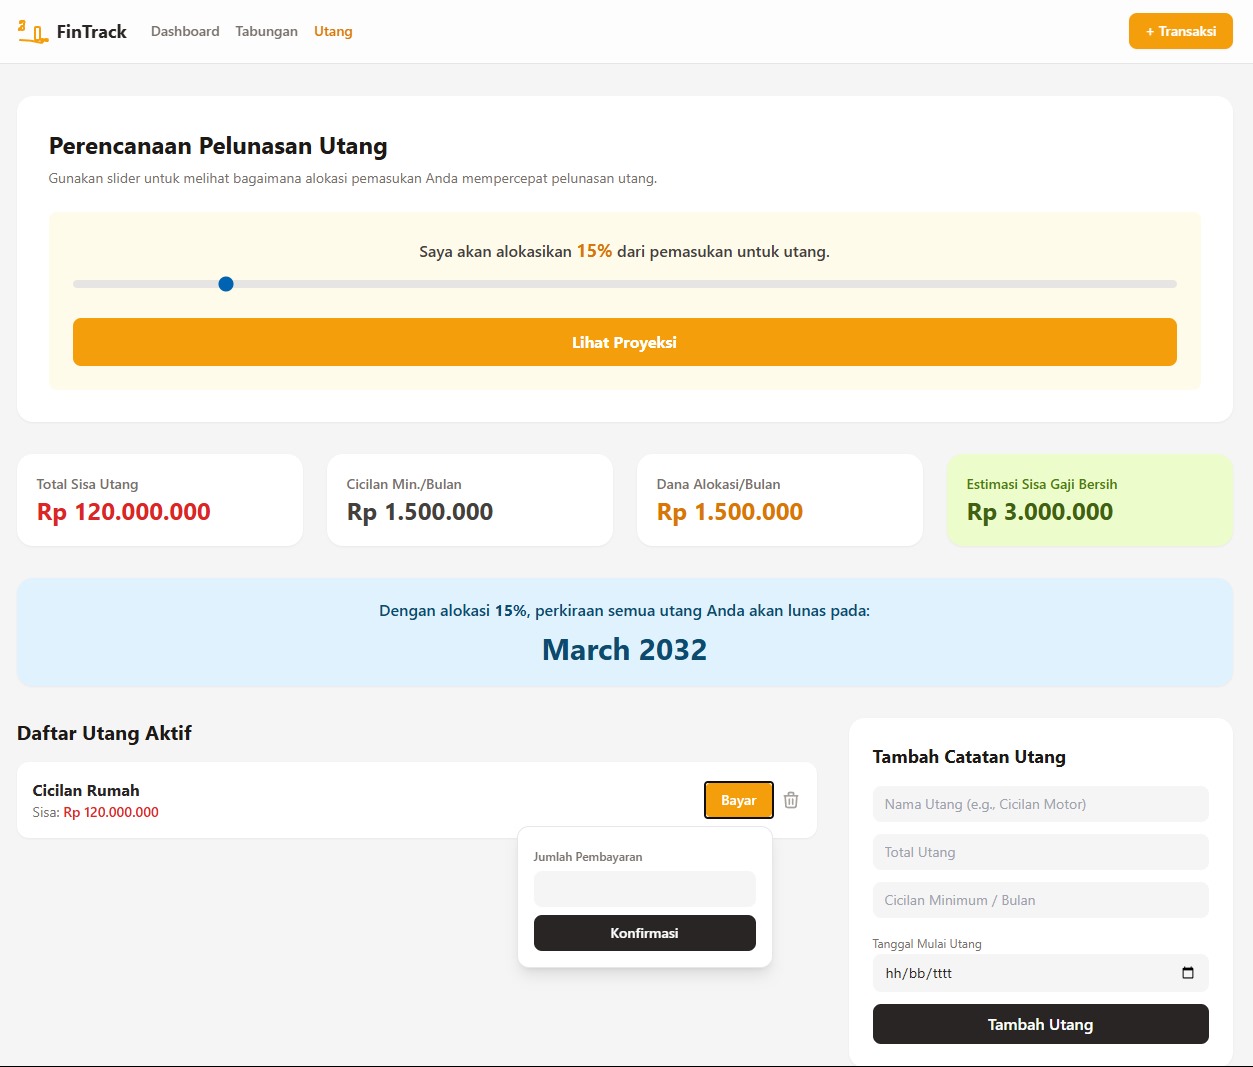 FinTrack
Dashboard
Tabungan
Utang
+ Transaksi
Perencanaan Pelunasan Utang
Gunakan slider untuk melihat bagaimana alokasi pemasukan Anda mempercepat pelunasan utang.
Saya akan alokasikan 15% dari pemasukan untuk utang.
Lihat Proyeksi
Total Sisa Utang
Rp 120.000.000
Cicilan Min./Bulan
Rp 1.500.000
Dana Alokasi/Bulan
Rp 1.500.000
Estimasi Sisa Gaji Bersih
Rp 3.000.000
Dengan alokasi 15%, perkiraan semua utang Anda akan lunas pada:
March 2032
Daftar Utang Aktif
Cicilan Rumah
Sisa: Rp 120.000.000
Bayar
Jumlah Pembayaran
Konfirmasi
Tambah Catatan Utang
Nama Utang (e.g., Cicilan Motor)
Total Utang
Cicilan Minimum / Bulan
Tanggal Mulai Utang
hh/bb/tttt
Tambah Utang